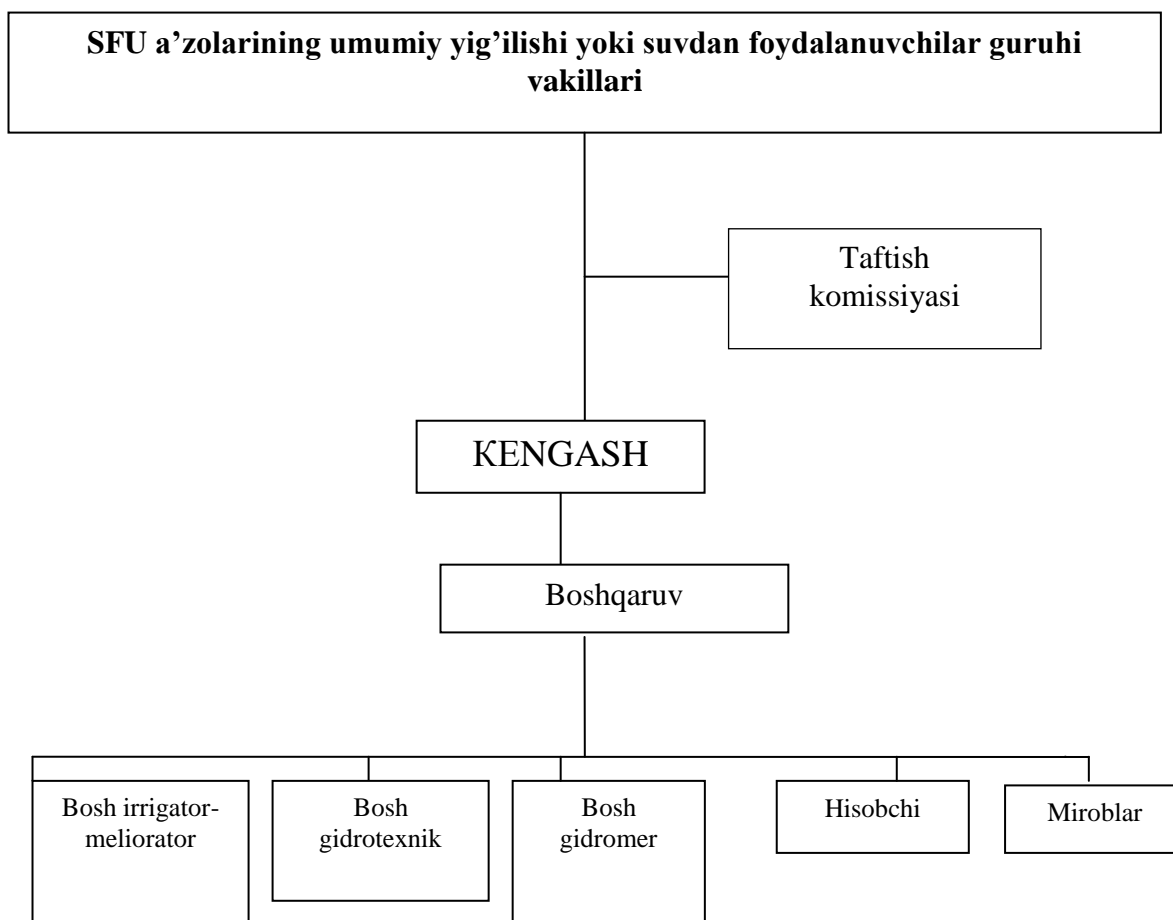 SFU a’zolarining umumiy yig’ilishi yoki suvdan foydalanuvchilar guruhi
vakillari
Taftish
komissiyasi
KENGASH
Boshqaruv
Bosh irrigator-
meliorator
Bosh
gidrotexnik
Bosh
gidromer
Hisobchi
Miroblar